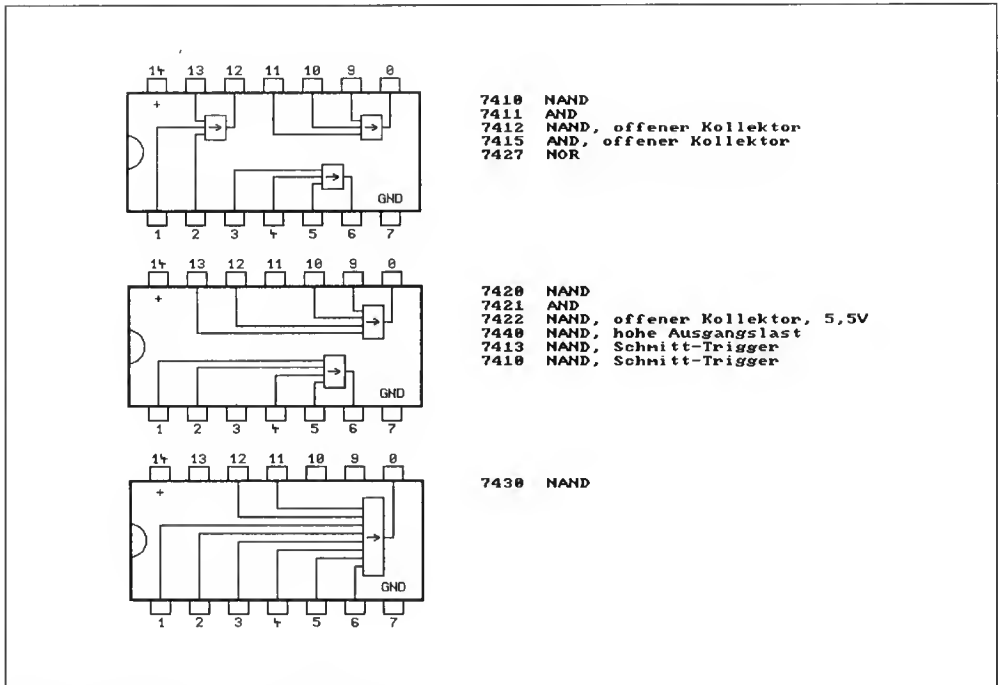 14 13 12 11 10 9 0
+
GND
1 2 3 4 5 6 7
7410 NAND
7411 AND
7412 NAND, offener Kollektor
7415 AND, offener Kollektor
7427 NOR
14 13 12 11 10 9 0
+
GND
1 2 3 4 5 6 7
7420 NAND
7421 AND
7422 NAND, offener Kollektor, 5,5V
7440 NAND, hohe Ausgangslast
7413 NAND, Schmitt-Trigger
7410 NAND, Schmitt-Trigger
14 13 12 11 10 9 0
+
GND
1 2 3 4 5 6 7
7430 NAND